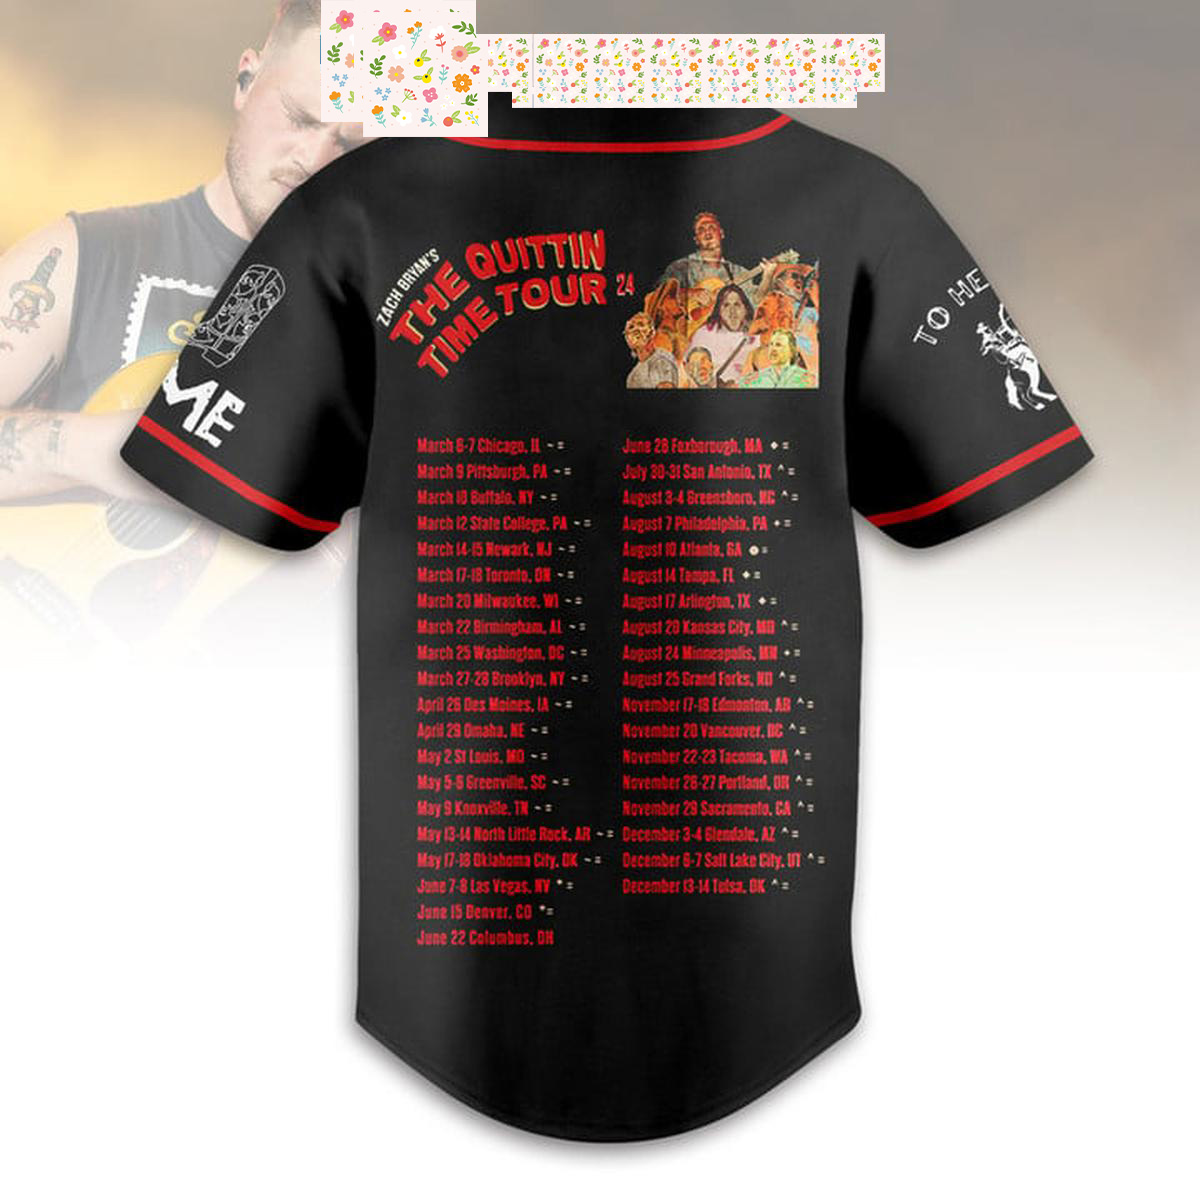 ZACH BRYAN'S
THE QUITTIN
TIME TOUR 24
ME
TO HE
March 6-7 Chicago, IL ~ =
March 9 Pittsburgh, PA ~ =
March 10 Buffalo, NY ~ =
March 12 State College, PA ~ =
March 14-15 Newark, NJ ~ =
March 17-18 Toronto, ON ~ =
March 20 Milwaukee, WI ~ =
March 22 Birmingham, AL ~ =
March 25 Washington, DC ~ =
March 27-28 Brooklyn, NY ~ =
April 26 Des Moines, IA ~ =
April 29 Omaha, NE ~ =
May 2 St Louis, MO ~ =
May 5-6 Greenville, SC ~ =
May 9 Knoxville, TN ~ =
May 13-14 North Little Rock, AR ~ =
May 17-18 Oklahoma City, OK ~ =
June 7-8 Las Vegas, NV * =
June 15 Denver, CO *=
June 22 Columbus, OH
June 26 Foxborough, MA + =
July 30-31 San Antonio, TX ^ =
August 3-4 Greensboro, NC ^ =
August 7 Philadelphia, PA + =
August 10 Atlanta, GA ● =
August 14 Tampa, FL + =
August 17 Arlington, TX + =
August 20 Kansas City, MO ^ =
August 24 Minneapolis, MN + =
August 25 Grand Forks, ND ^ =
November 17-18 Edmonton, AB ^ =
November 20 Vancouver, BC ^ =
November 22-23 Tacoma, WA ^ =
November 26-27 Portland, OR ^ =
November 29 Sacramento, CA ^ =
December 3-4 Glendale, AZ ^ =
December 6-7 Salt Lake City, UT ^ =
December 13-14 Tulsa, OK ^ =